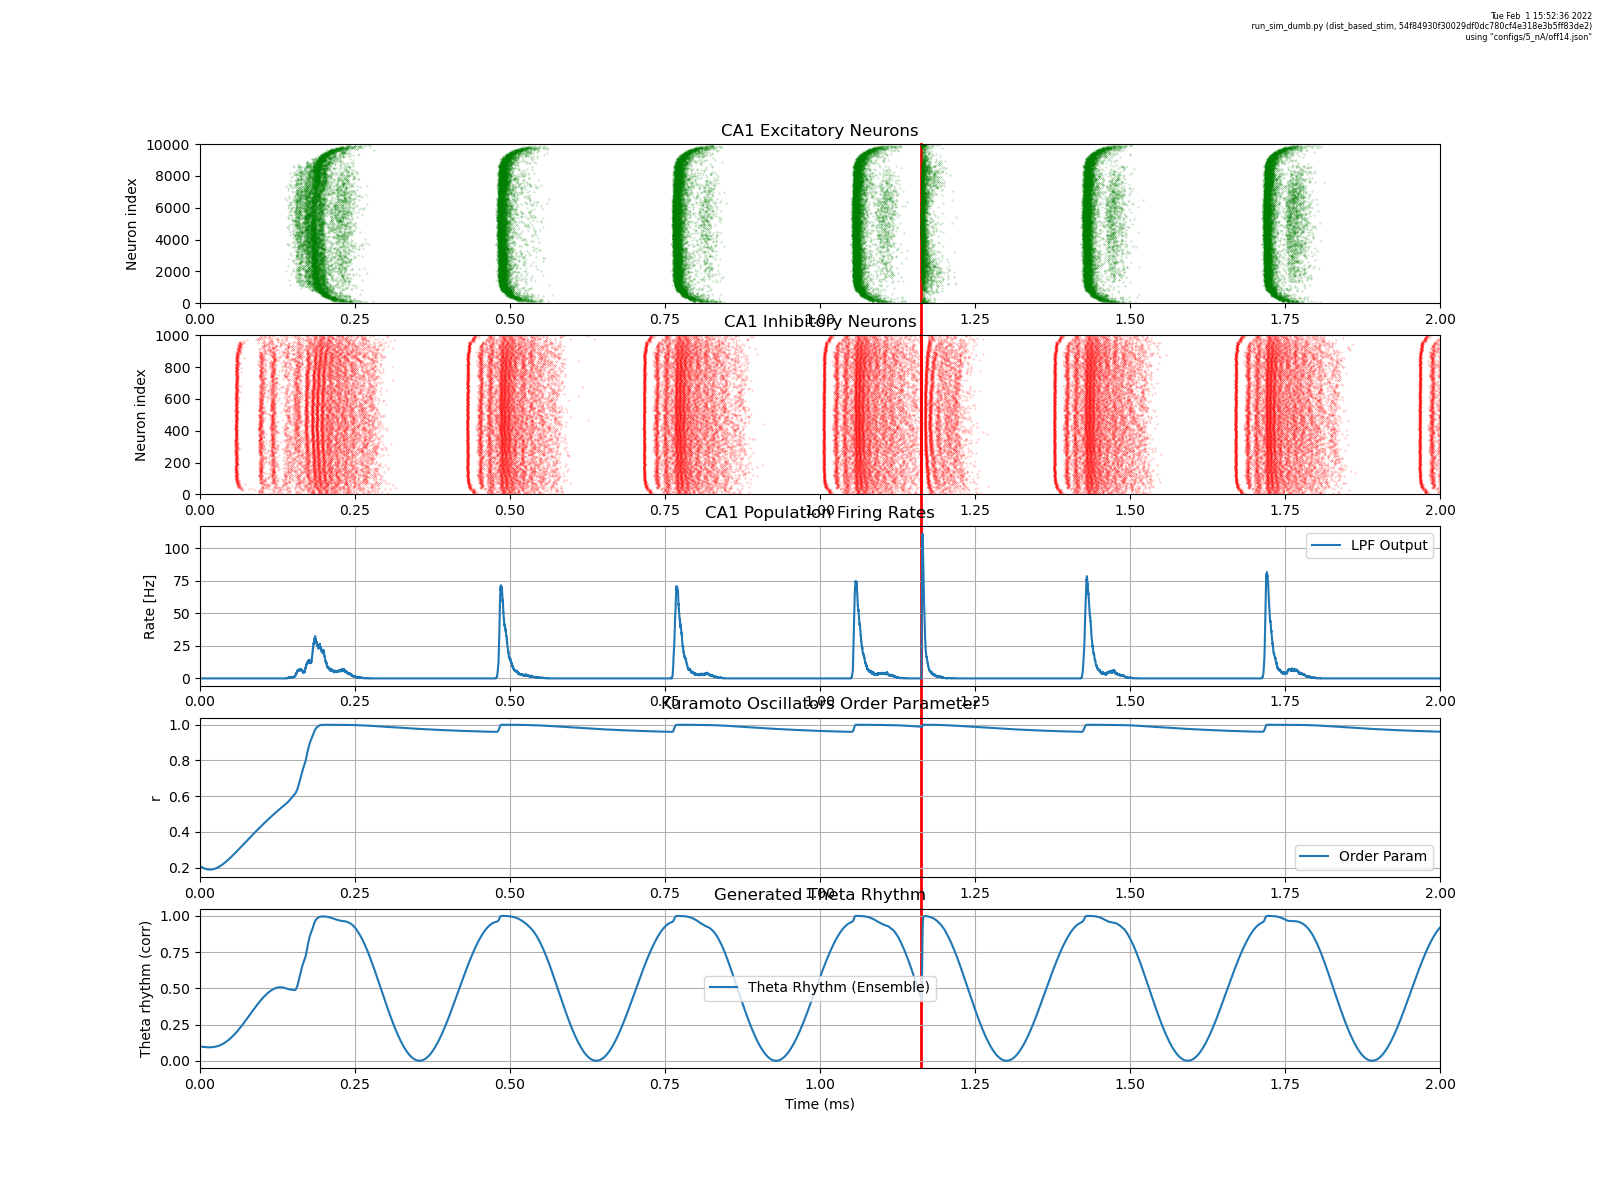 Tue Feb  1 15:52:36 2022
run_sim_dumb.py (dist_based_stim, 54f84930f30029df0dc780cf4e318e3b5ff83de2)
using "configs/5_nA/off14.json"
CA1 Excitatory Neurons
Neuron index
10000
8000
6000
4000
2000
0
0.00 0.25 0.50 0.75 1.00 1.25 1.50 1.75 2.00
CA1 Inhibitory Neurons
Neuron index
1000
800
600
400
200
0
0.00 0.25 0.50 0.75 1.00 1.25 1.50 1.75 2.00
CA1 Population Firing Rates
Rate [Hz]
100
75
50
25
0
LPF Output
0.00 0.25 0.50 0.75 1.00 1.25 1.50 1.75 2.00
Kuramoto Oscillators Order Parameter
r
1.0
0.8
0.6
0.4
0.2
Order Param
0.00 0.25 0.50 0.75 1.00 1.25 1.50 1.75 2.00
Generated Theta Rhythm
Theta rhythm (corr)
1.00
0.75
0.50
0.25
0.00
Theta Rhythm (Ensemble)
0.00 0.25 0.50 0.75 1.00 1.25 1.50 1.75 2.00
Time (ms)